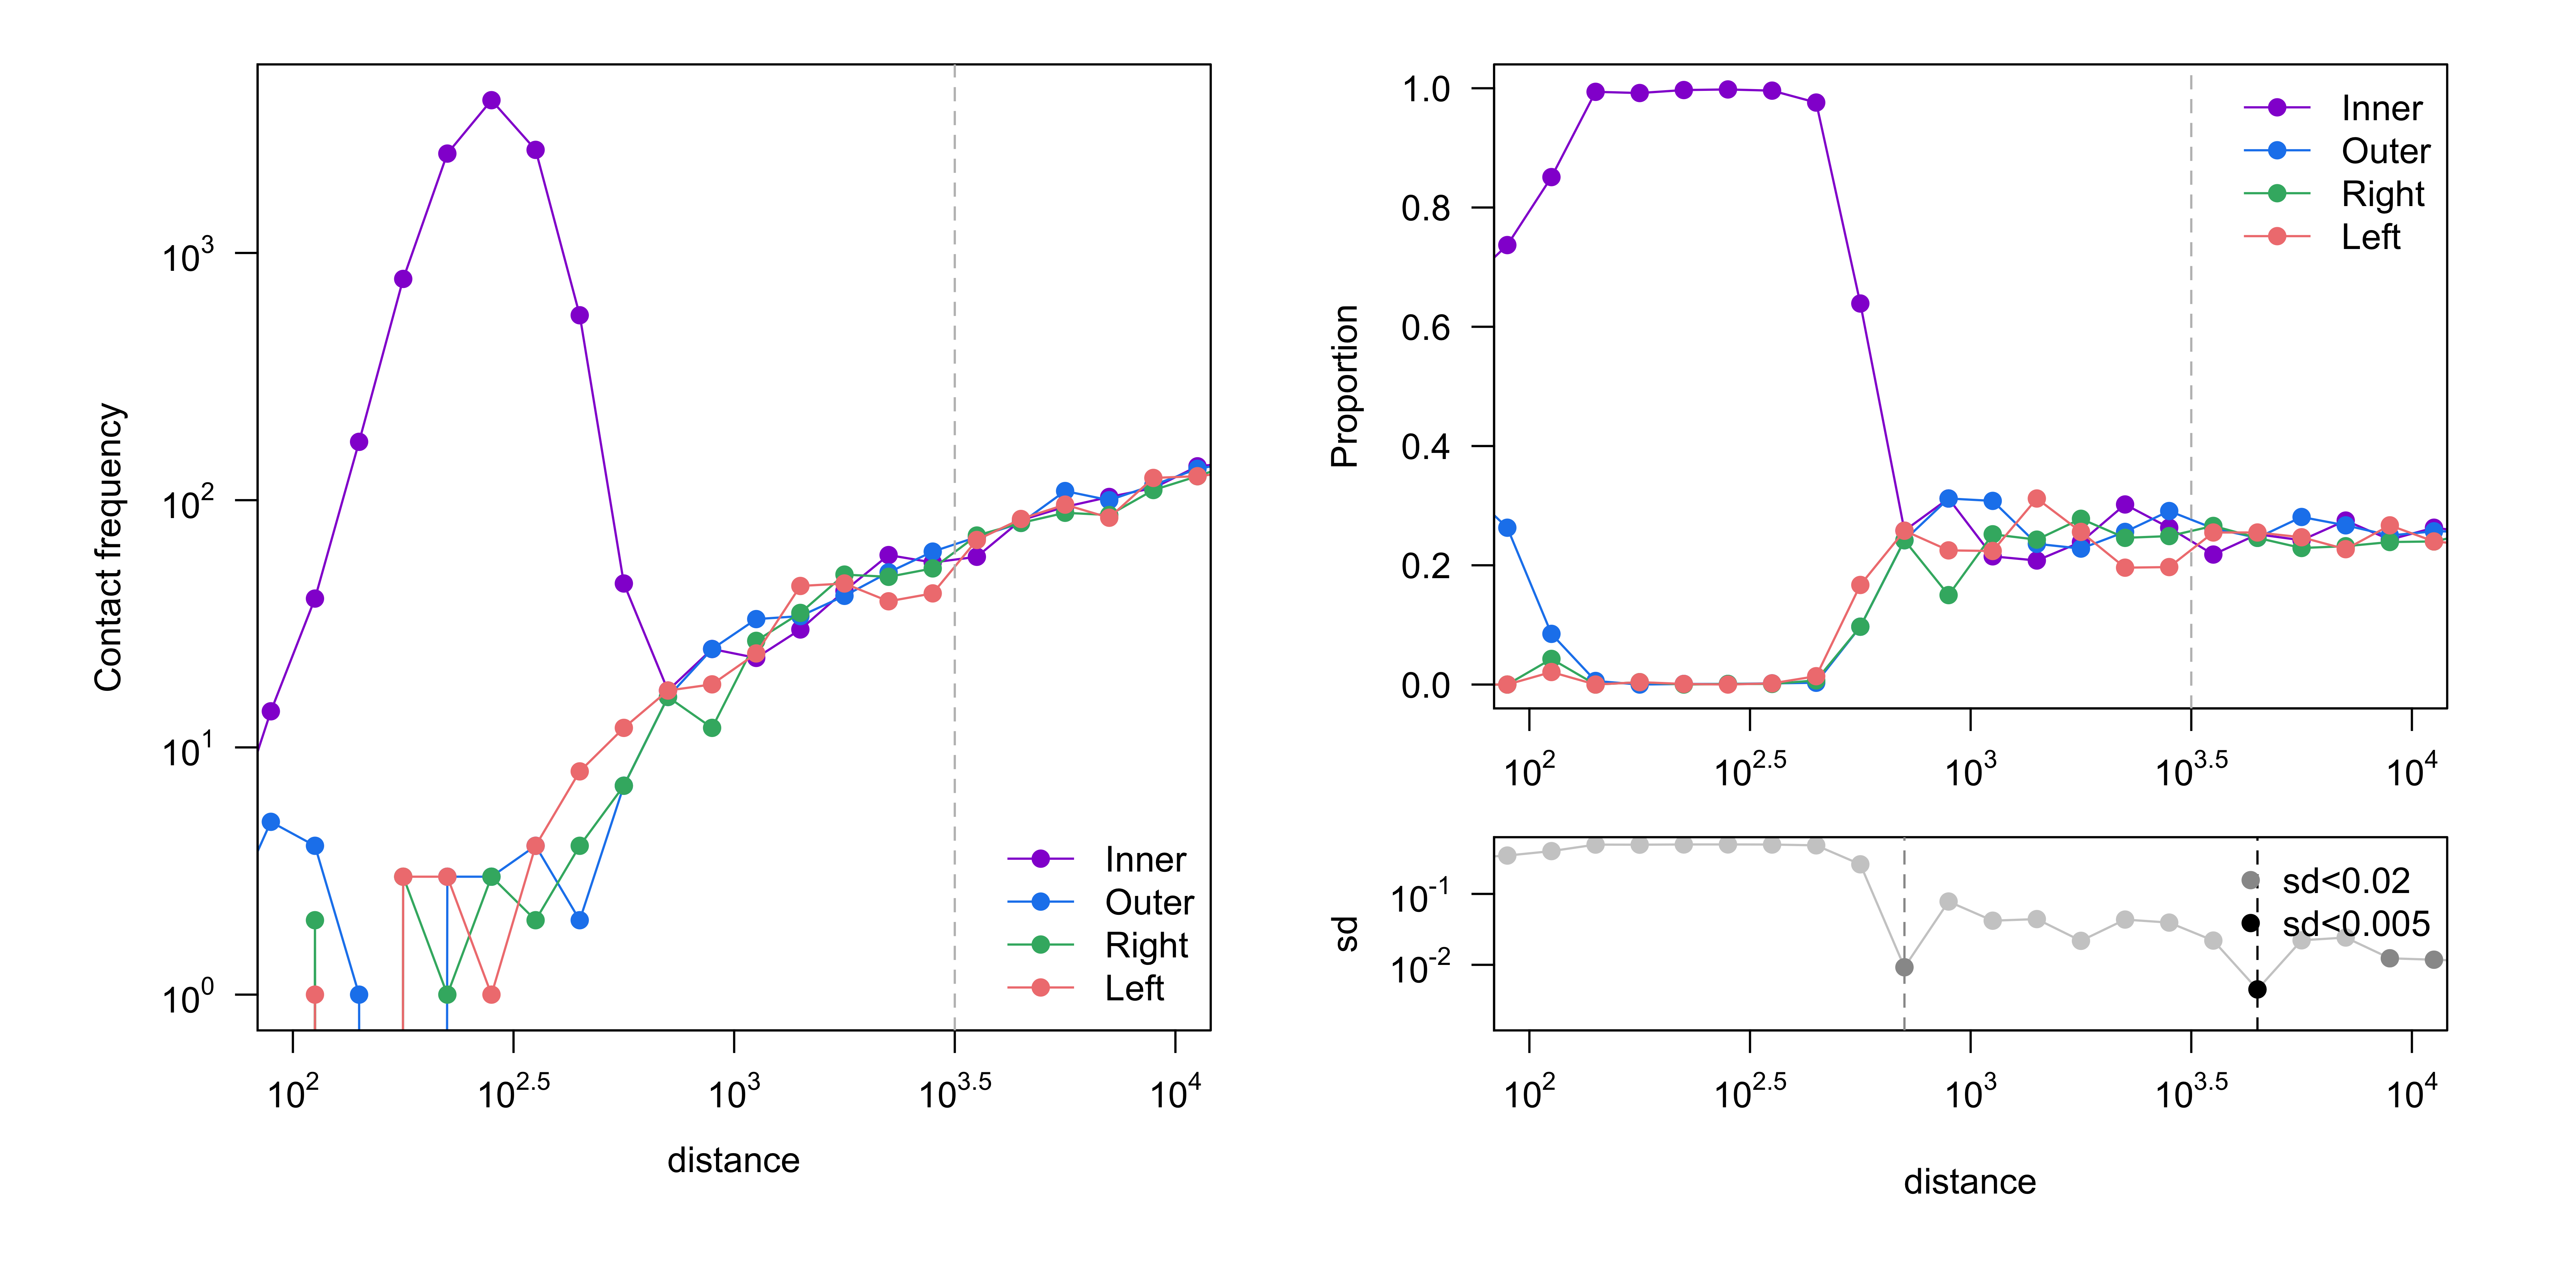 Contact frequency
10^3
10^2
10^1
10^0
10^2 10^2.5 10^3 10^3.5 10^4
distance
Inner
Outer
Right
Left
Proportion
1.0
0.8
0.6
0.4
0.2
0.0
Inner
Outer
Right
Left
10^2 10^2.5 10^3 10^3.5 10^4
sd
10^-1
10^-2
sd<0.02
sd<0.005
10^2 10^2.5 10^3 10^3.5 10^4
distance